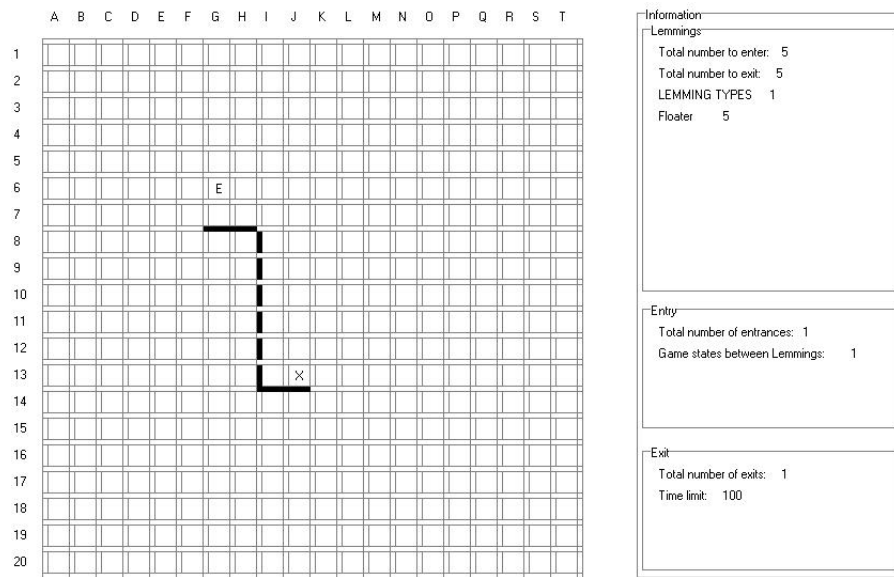 A B C D E F G H I J K L M N O P Q R S T
1
2
3
4
5
6 E
7
8
9
10
11
12
13 X
14
15
16
17
18
19
20
Information
Lemmings
Total number to enter: 5
Total number to exit: 5
LEMMING TYPES 1
Floater 5
Entry
Total number of entrances: 1
Game states between Lemmings: 1
Exit
Total number of exits: 1
Time limit: 100